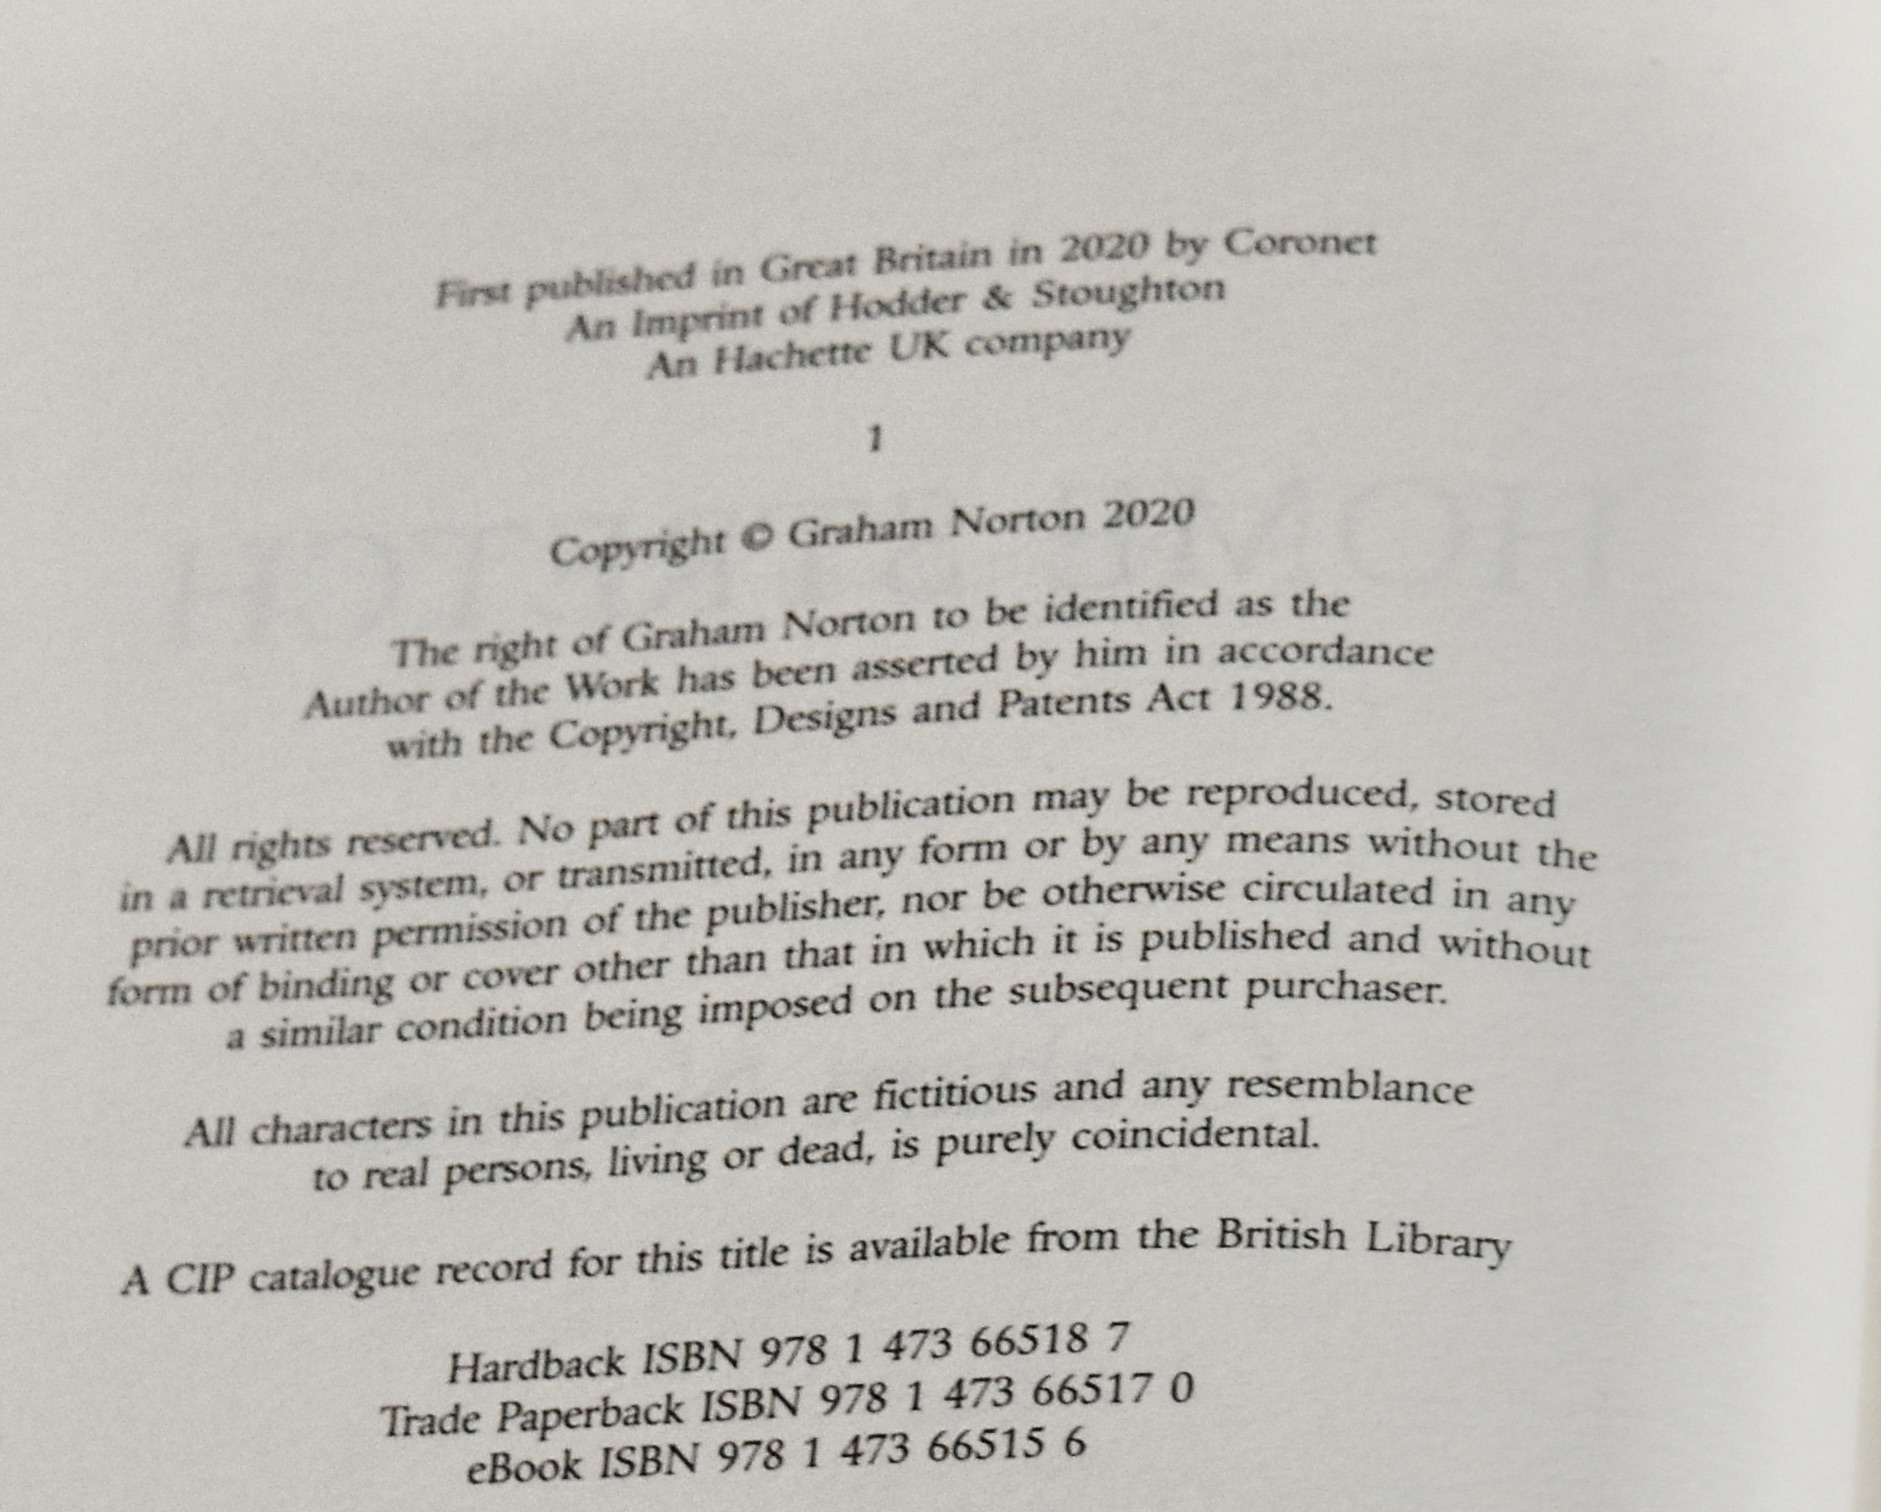 First published in Great Britain in 2020 by Coronet
An Imprint of Hodder & Stoughton
An Hachette UK company
1
Copyright © Graham Norton 2020
The right of Graham Norton to be identified as the
Author of the Work has been asserted by him in accordance
with the Copyright, Designs and Patents Act 1988.
All rights reserved. No part of this publication may be reproduced, stored
in a retrieval system, or transmitted, in any form or by any means without the
prior written permission of the publisher, nor be otherwise circulated in any
form of binding or cover other than that in which it is published and without
a similar condition being imposed on the subsequent purchaser.
All characters in this publication are fictitious and any resemblance
to real persons, living or dead, is purely coincidental.
A CIP catalogue record for this title is available from the British Library
Hardback ISBN 978 1 473 66518 7
Trade Paperback ISBN 978 1 473 66517 0
eBook ISBN 978 1 473 66515 6